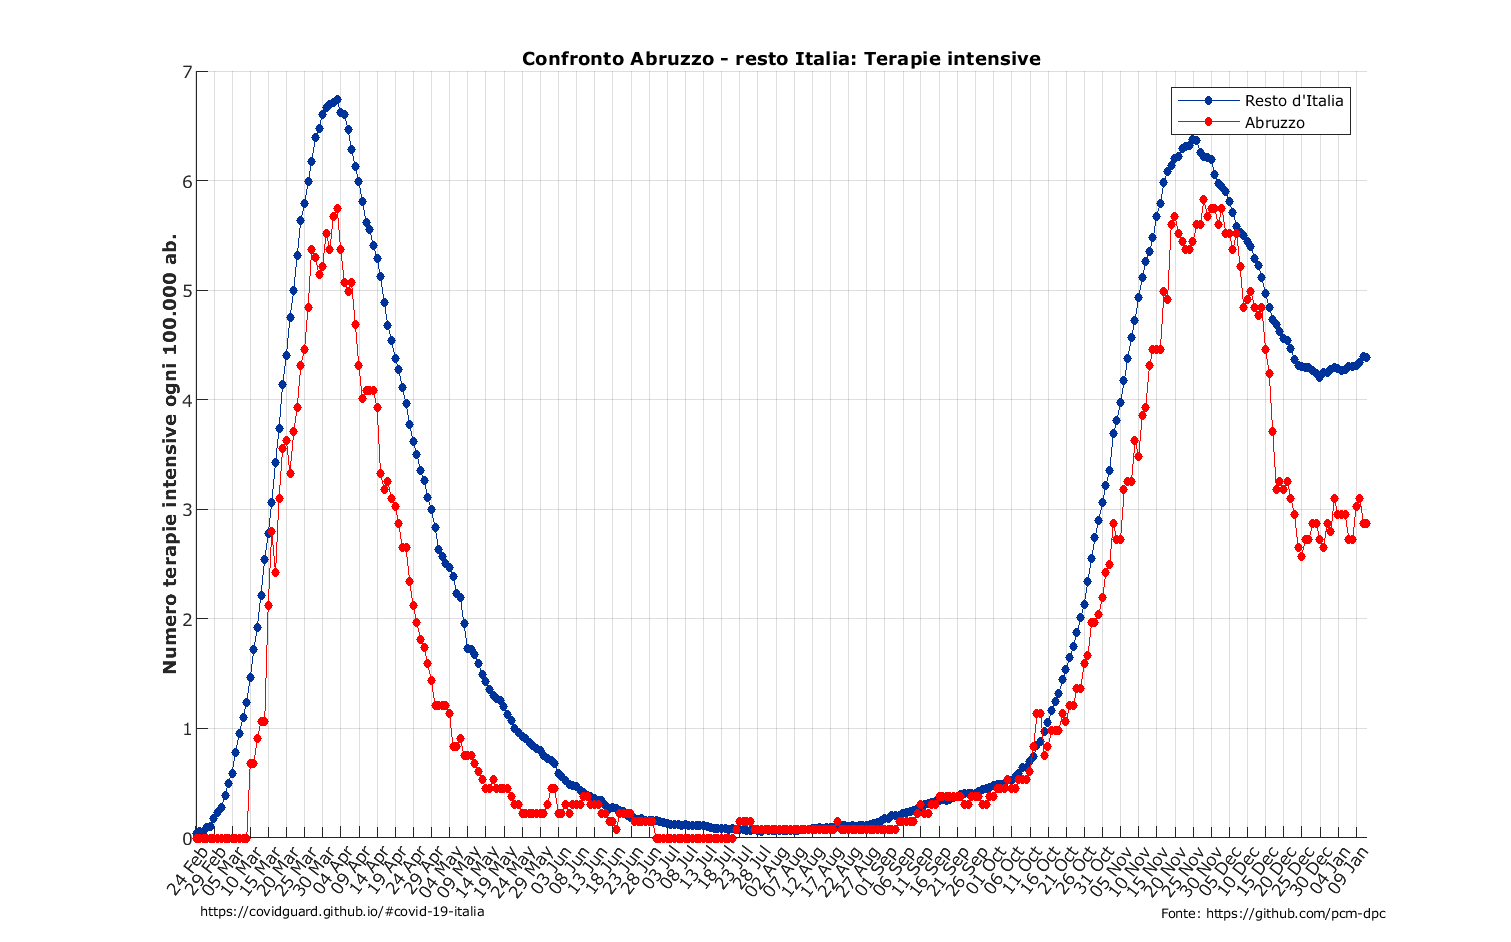 Confronto Abruzzo - resto Italia: Terapie intensive
Resto d'Italia
Abruzzo
Numero terapie intensive ogni 100.000 ab.
7
6
5
4
3
2
1
0
24 Feb
29 Feb
05 Mar
10 Mar
15 Mar
20 Mar
25 Mar
30 Mar
04 Apr
09 Apr
14 Apr
19 Apr
24 Apr
29 Apr
04 May
09 May
14 May
19 May
24 May
29 May
03 Jun
08 Jun
13 Jun
18 Jun
23 Jun
28 Jun
03 Jul
08 Jul
13 Jul
18 Jul
23 Jul
28 Jul
02 Aug
07 Aug
12 Aug
17 Aug
22 Aug
27 Aug
01 Sep
06 Sep
11 Sep
16 Sep
21 Sep
26 Sep
01 Oct
06 Oct
11 Oct
16 Oct
21 Oct
26 Oct
31 Oct
05 Nov
10 Nov
15 Nov
20 Nov
25 Nov
30 Nov
05 Dec
10 Dec
15 Dec
20 Dec
25 Dec
30 Dec
04 Jan
09 Jan
https://covidguard.github.io/#covid-19-italia
Fonte: https://github.com/pcm-dpc